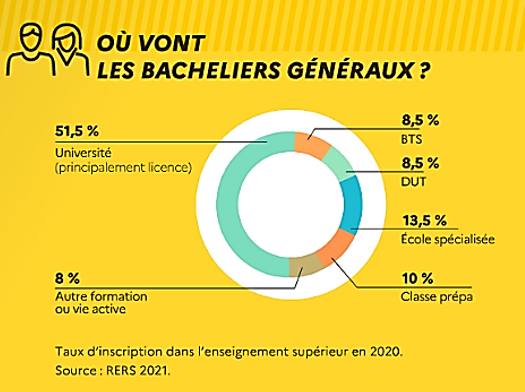 OÙ VONT
LES BACHELIERS GÉNÉRAUX ?
51,5 %
Université
(principalement licence)
8,5 %
BTS
8,5 %
DUT
13,5 %
École spécialisée
10 %
Classe prépa
8 %
Autre formation
ou vie active
Taux d'inscription dans l'enseignement supérieur en 2020.
Source : RERS 2021.